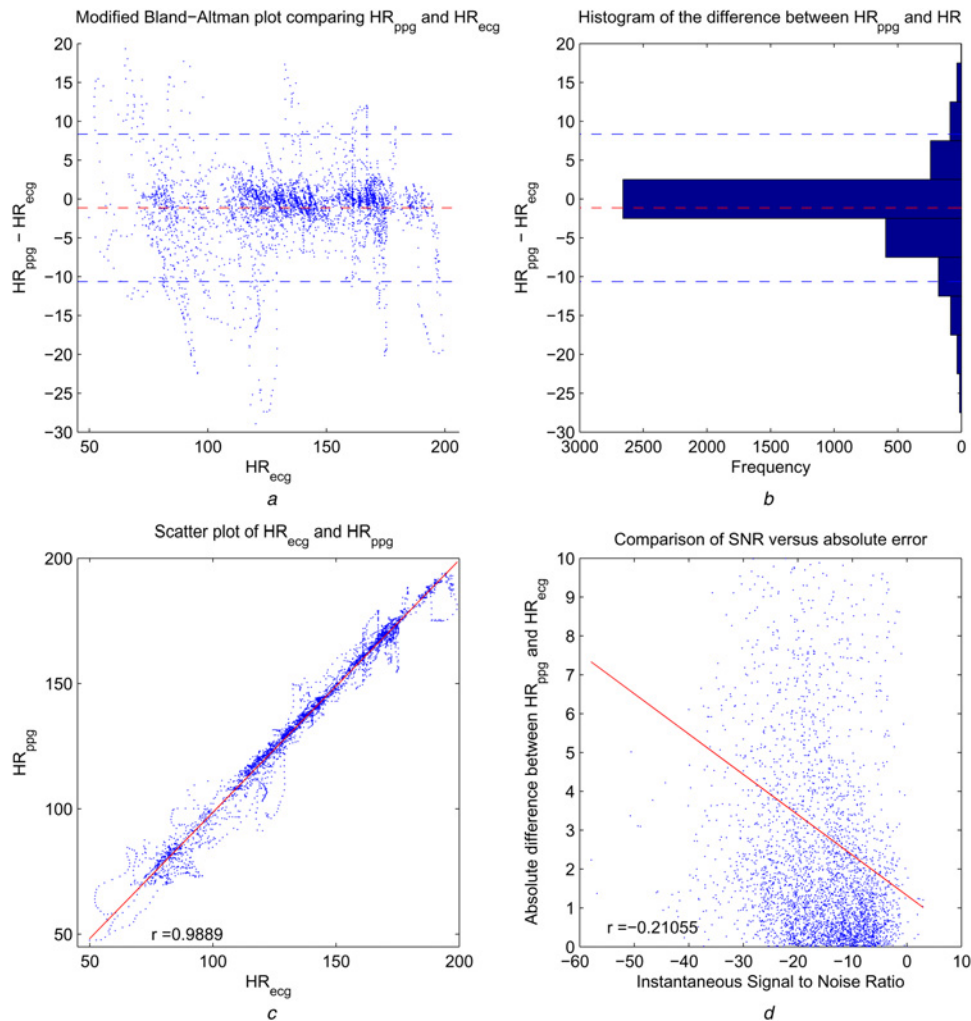 Modified Bland−Altman plot comparing HRppg and HRecg
20
15
10
5
0
−5
−10
−15
−20
−25
−30
HRppg − HRecg
50 100 150 200
HRecg
a
Histogram of the difference between HRppg and HR
20
15
10
5
0
−5
−10
−15
−20
−25
−30
HRppg − HRecg
3000 2500 2000 1500 1000 500 0
Frequency
b
Scatter plot of HRecg and HRppg
200
150
100
50
HRppg
r =0.9889
50 100 150 200
HRecg
c
Comparison of SNR versus absolute error
10
9
8
7
6
5
4
3
2
1
0
Absolute difference between HRppg and HRecg
r =−0.21055
−60 −50 −40 −30 −20 −10 0 10
Instantaneous Signal to Noise Ratio
d